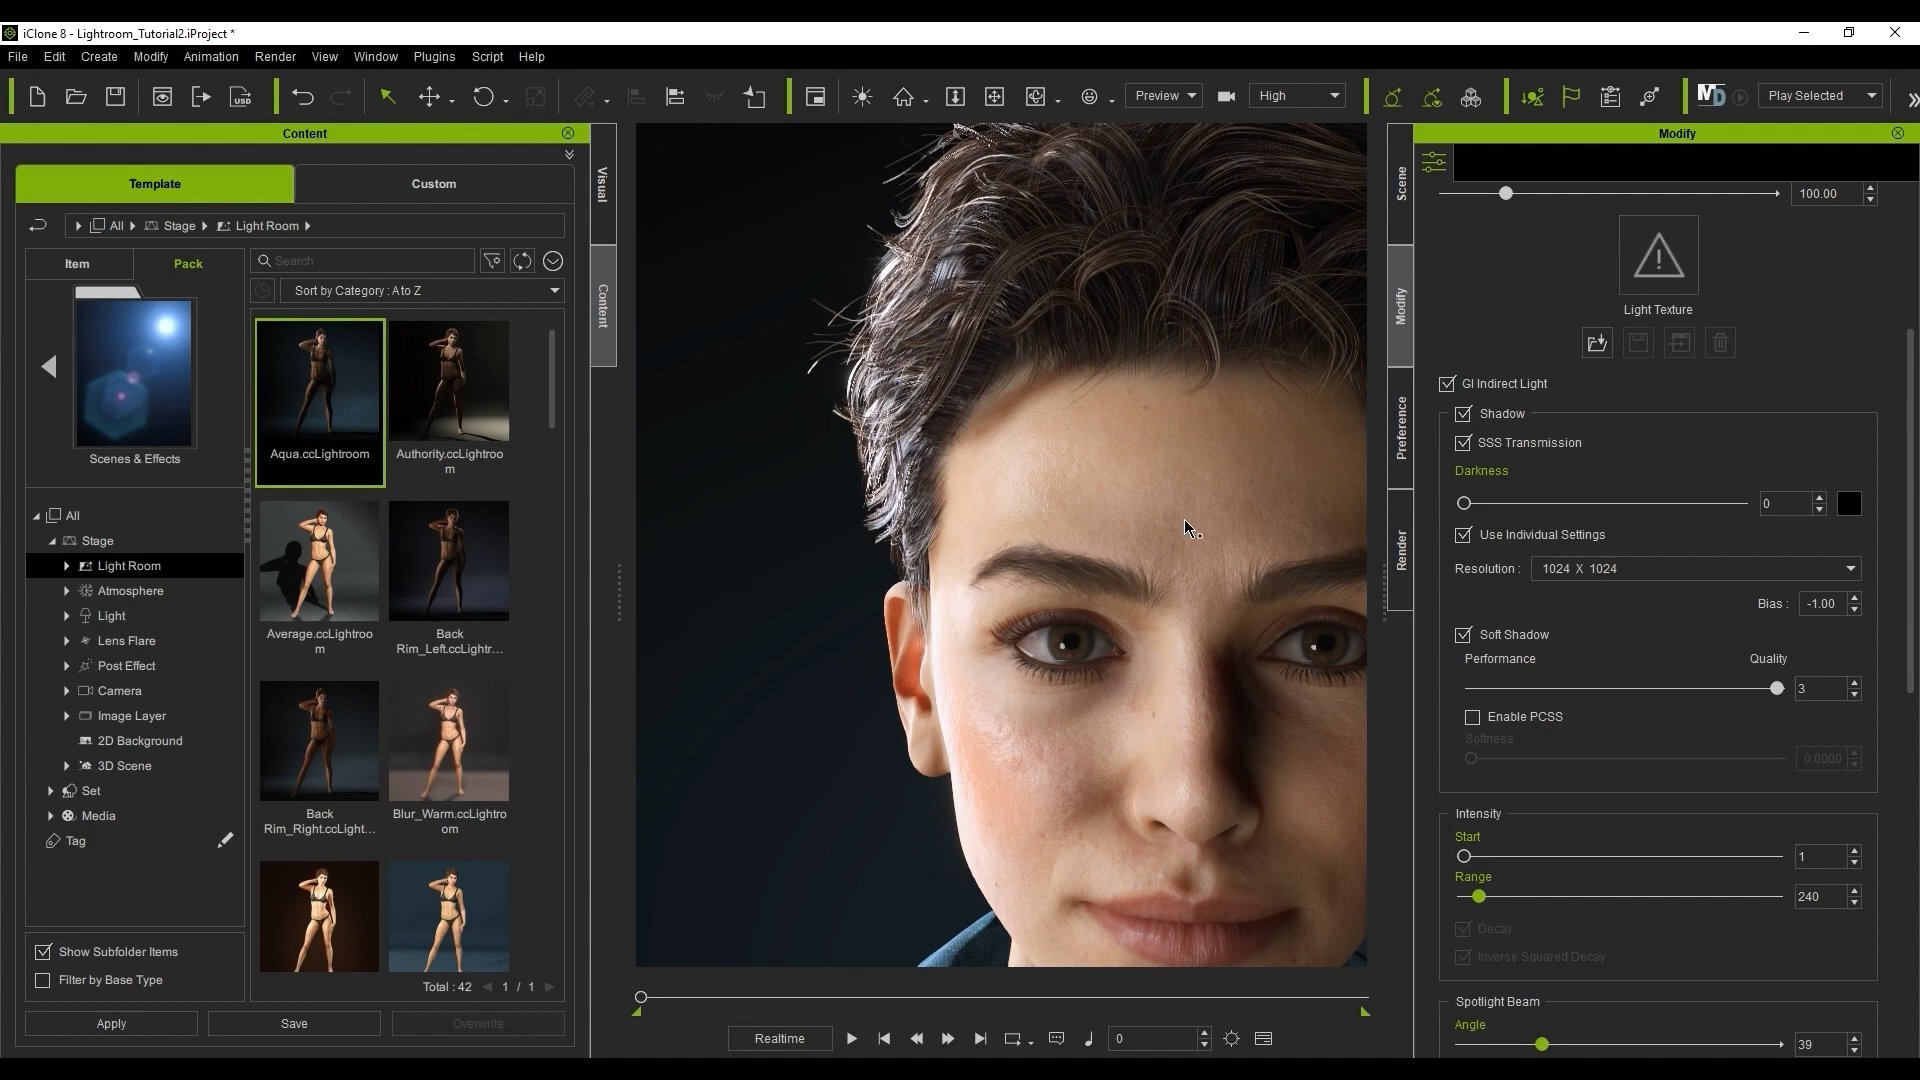 iClone 8 - Lightroom_Tutorial2.iProject *
File Edit Create Modify Animation Render View Window Plugins Script Help
USD
Preview
High
MD
Play Selected
Content
Template
Custom
All Stage Light Room
Item
Pack
Search
Sort by Category : A to Z
Scenes & Effects
All
Stage
Light Room
Atmosphere
Light
Lens Flare
Post Effect
Camera
Image Layer
2D Background
3D Scene
Set
Media
Tag
Show Subfolder Items
Filter by Base Type
Aqua.ccLightroom
Authority.ccLightroo
m
Average.ccLightroo
m
Back
Rim_Left.ccLightr...
Back
Rim_Right.ccLight...
Blur_Warm.ccLightro
om
Total : 42 1 / 1
Apply
Save
Overwrite
Visual
Content
Realtime
0
Scene
Modify
Preference
Render
Modify
100.00
Light Texture
GI Indirect Light
Shadow
SSS Transmission
Darkness
0
Use Individual Settings
Resolution : 1024 X 1024
Bias : -1.00
Soft Shadow
Performance Quality
3
Enable PCSS
Softness
0.0000
Intensity
Start
1
Range
240
Decay
Inverse Squared Decay
Spotlight Beam
Angle
39